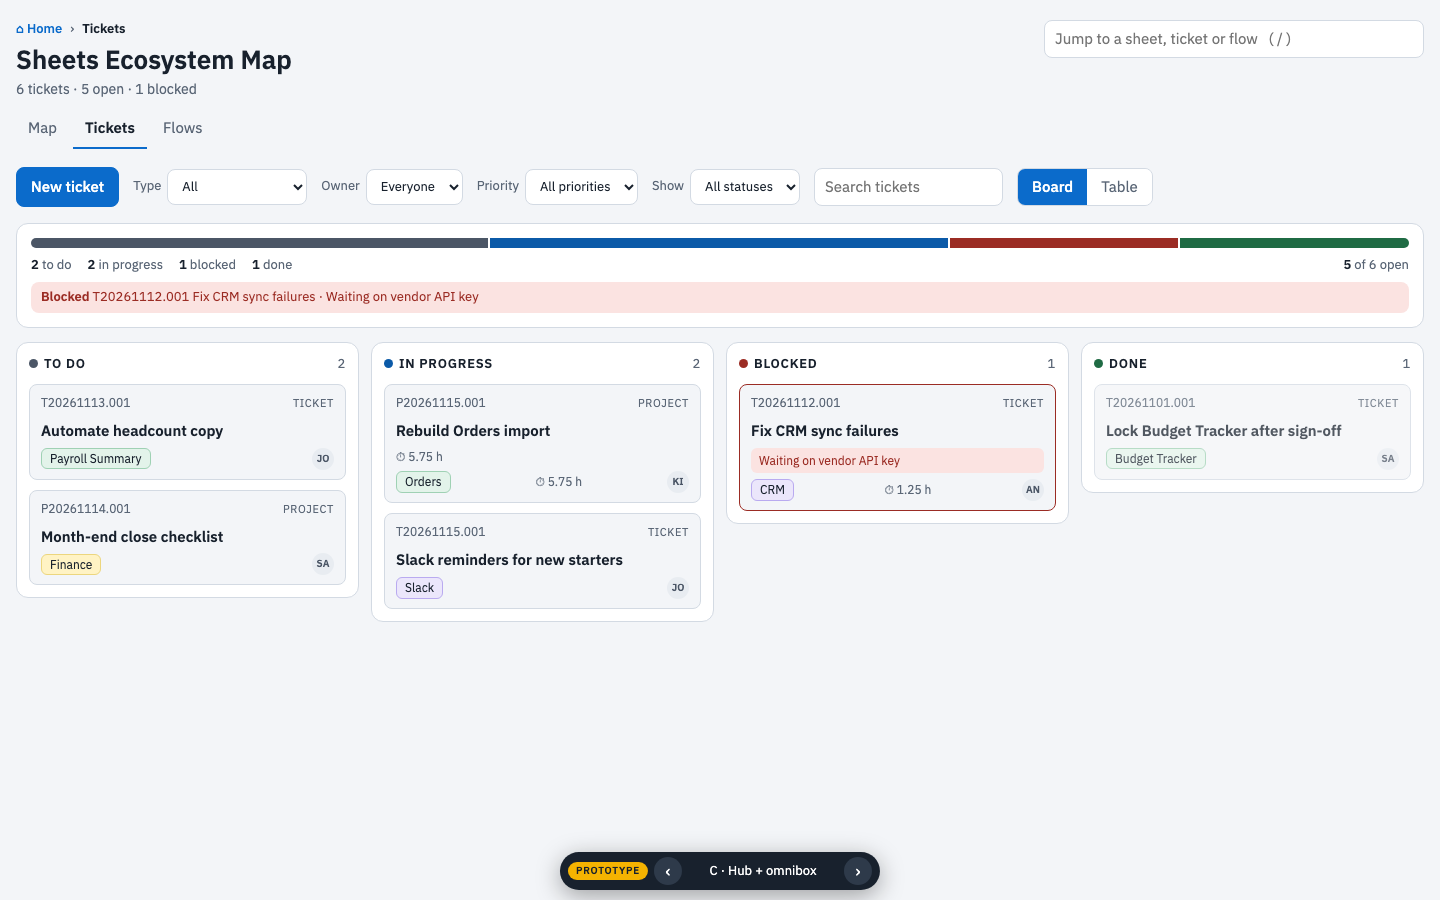 ⌂ Home › Tickets
Jump to a sheet, ticket or flow (/)
Sheets Ecosystem Map
6 tickets · 5 open · 1 blocked
Map Tickets Flows
New ticket Type All Owner Everyone Priority All priorities Show All statuses Search tickets Board Table
2 to do 2 in progress 1 blocked 1 done 5 of 6 open
Blocked T20261112.001 Fix CRM sync failures · Waiting on vendor API key
TO DO 2
T20261113.001 TICKET
Automate headcount copy
Payroll Summary JO
P20261114.001 PROJECT
Month-end close checklist
Finance SA
IN PROGRESS 2
P20261115.001 PROJECT
Rebuild Orders import
⏱ 5.75 h
Orders ⏱ 5.75 h KI
T20261115.001 TICKET
Slack reminders for new starters
Slack JO
BLOCKED 1
T20261112.001 TICKET
Fix CRM sync failures
Waiting on vendor API key
CRM ⏱ 1.25 h AN
DONE 1
T20261101.001 TICKET
Lock Budget Tracker after sign-off
Budget Tracker SA
PROTOTYPE ‹ C · Hub + omnibox ›